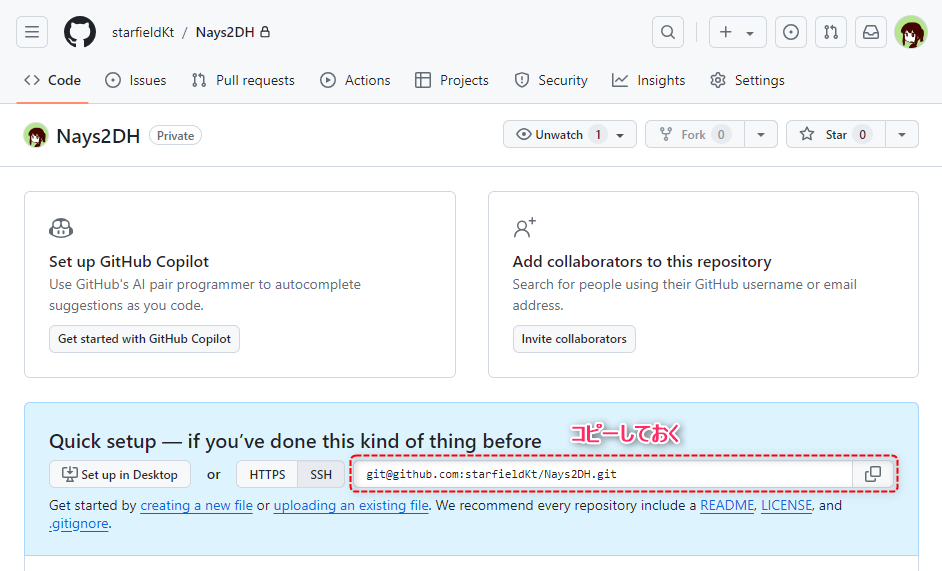 starfieldKt / Nays2DH
Code Issues Pull requests Actions Projects Security Insights Settings
Nays2DH Private Unwatch 1 Fork 0 Star 0
Set up GitHub Copilot
Use GitHub's AI pair programmer to autocomplete
suggestions as you code.
Get started with GitHub Copilot
Add collaborators to this repository
Search for people using their GitHub username or email
address.
Invite collaborators
コピーしておく
Quick setup — if you've done this kind of thing before
Set up in Desktop or HTTPS SSH git@github.com:starfieldKt/Nays2DH.git
Get started by creating a new file or uploading an existing file. We recommend every repository include a README, LICENSE, and
.gitignore.